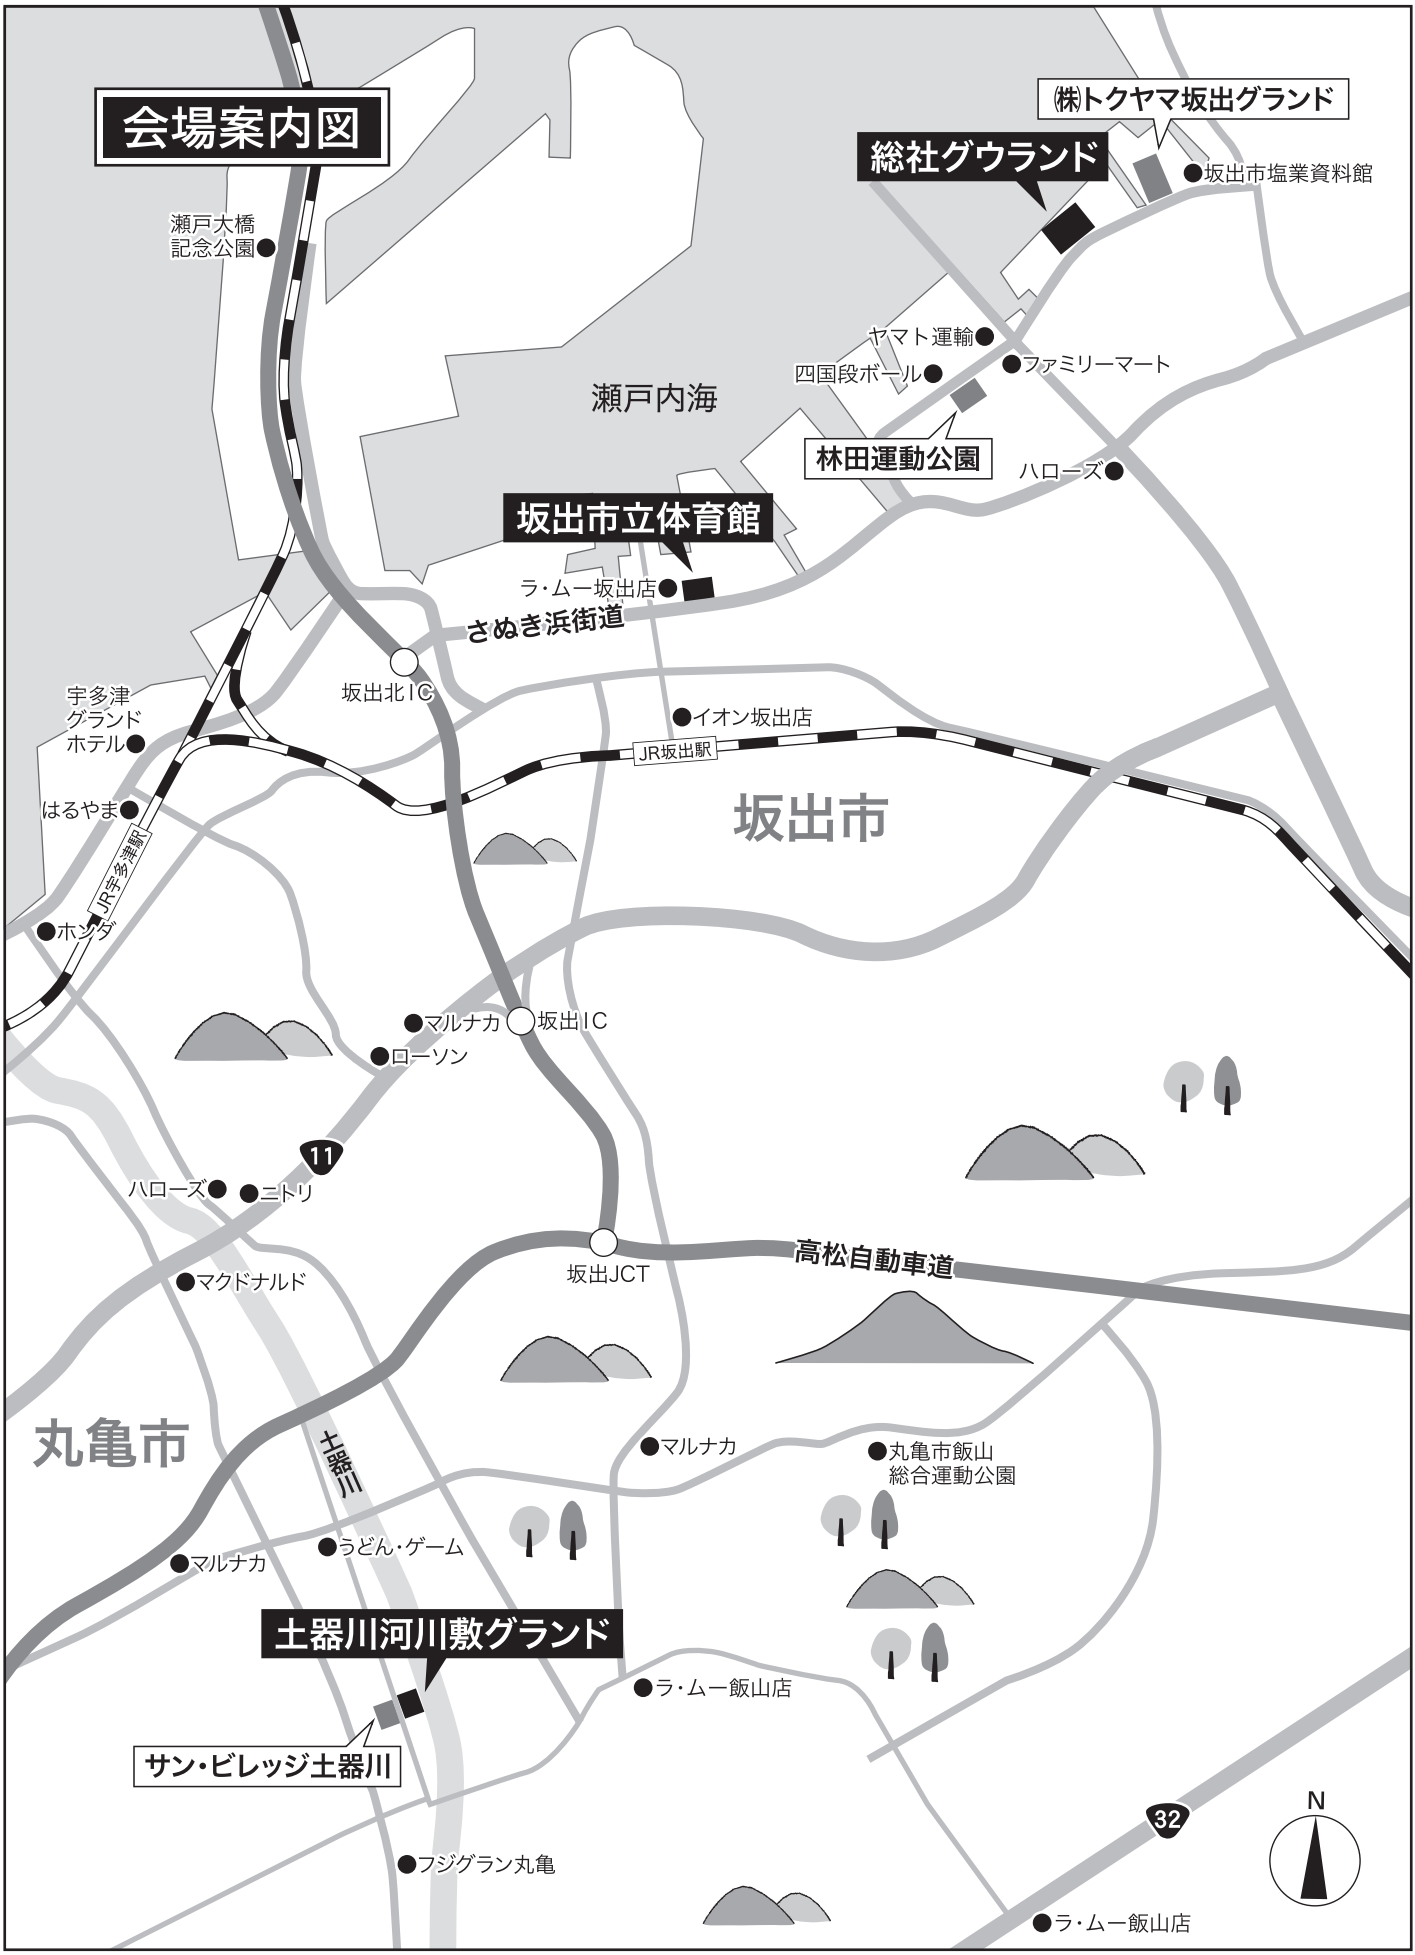 会場案内図
㈱トクヤマ坂出グランド
総社グウランド
坂出市塩業資料館
瀬戸大橋
記念公園
ヤマト運輸
ファミリーマート
四国段ボール
瀬戸内海
林田運動公園
ハローズ
坂出市立体育館
ラ・ムー坂出店
さぬき浜街道
坂出北IC
宇多津
グランド
ホテル
イオン坂出店
JR坂出駅
はるやま
坂出市
JR宇多津駅
ホンダ
マルナカ
坂出IC
ローソン
11
ハローズ
ニトリ
高松自動車道
坂出JCT
マクドナルド
丸亀市
土器川
マルナカ
丸亀市飯山
総合運動公園
うどん・ゲーム
マルナカ
土器川河川敷グランド
ラ・ムー飯山店
サン・ビレッジ土器川
N
32
フジグラン丸亀
ラ・ムー飯山店